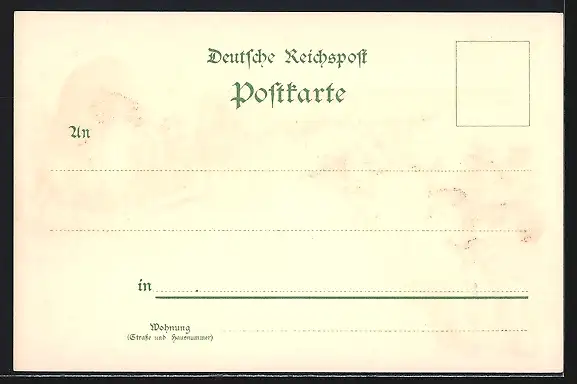 Deutsche Reichspost
Postkarte
An
in
Wohnung
(Straße und Hausnummer)